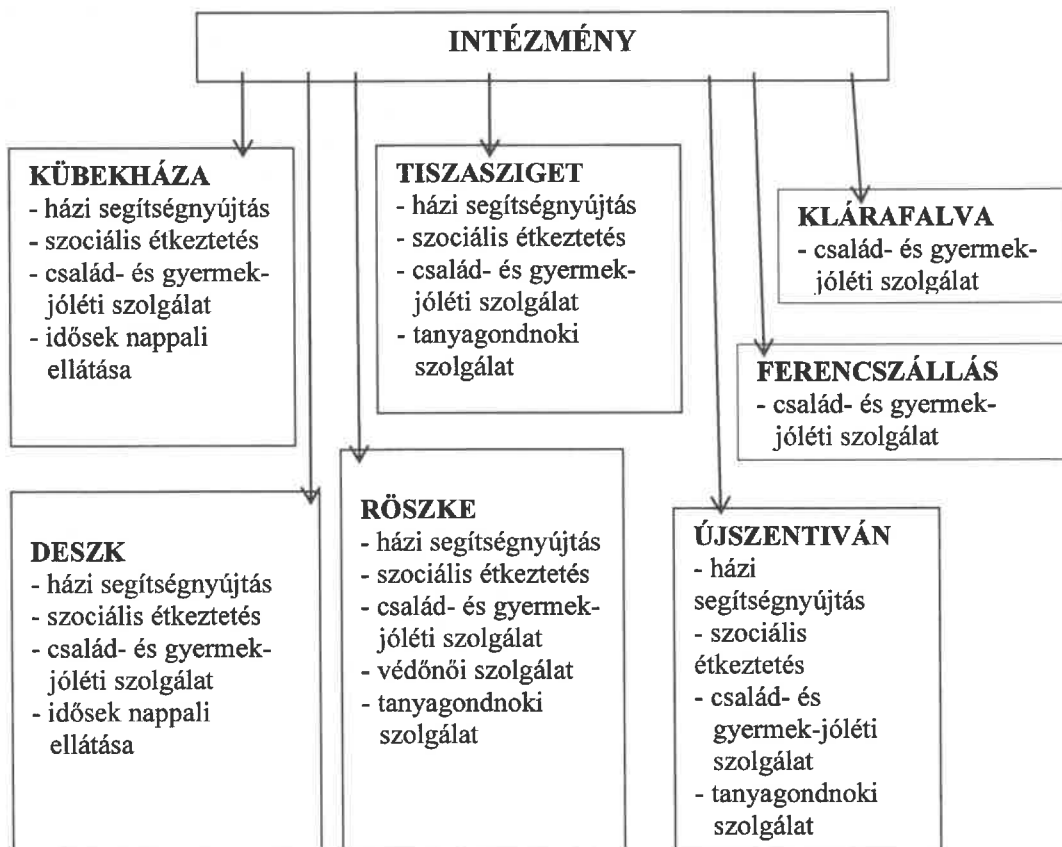 INTÉZMÉNY
KÜBEKHÁZA
- házi segítségnyújtás
- szociális étkeztetés
- család- és gyermek-
jóléti szolgálat
- idősek nappali
ellátása
TISZASZIGET
- házi segítségnyújtás
- szociális étkeztetés
- család- és gyermek-
jóléti szolgálat
- tanyagondnoki
szolgálat
KLÁRAFALVA
- család- és gyermek-
jóléti szolgálat
FERENCSZÁLLÁS
- család- és gyermek-
jóléti szolgálat
DESZK
- házi segítségnyújtás
- szociális étkeztetés
- család- és gyermek-
jóléti szolgálat
- idősek nappali
ellátása
RÖSZKE
- házi segítségnyújtás
- szociális étkeztetés
- család- és gyermek-
jóléti szolgálat
- védőnői szolgálat
- tanyagondnoki
szolgálat
ÚJSZENTIVÁN
- házi
segítségnyújtás
- szociális
étkeztetés
- család- és
gyermek-jóléti
szolgálat
- tanyagondnoki
szolgálat